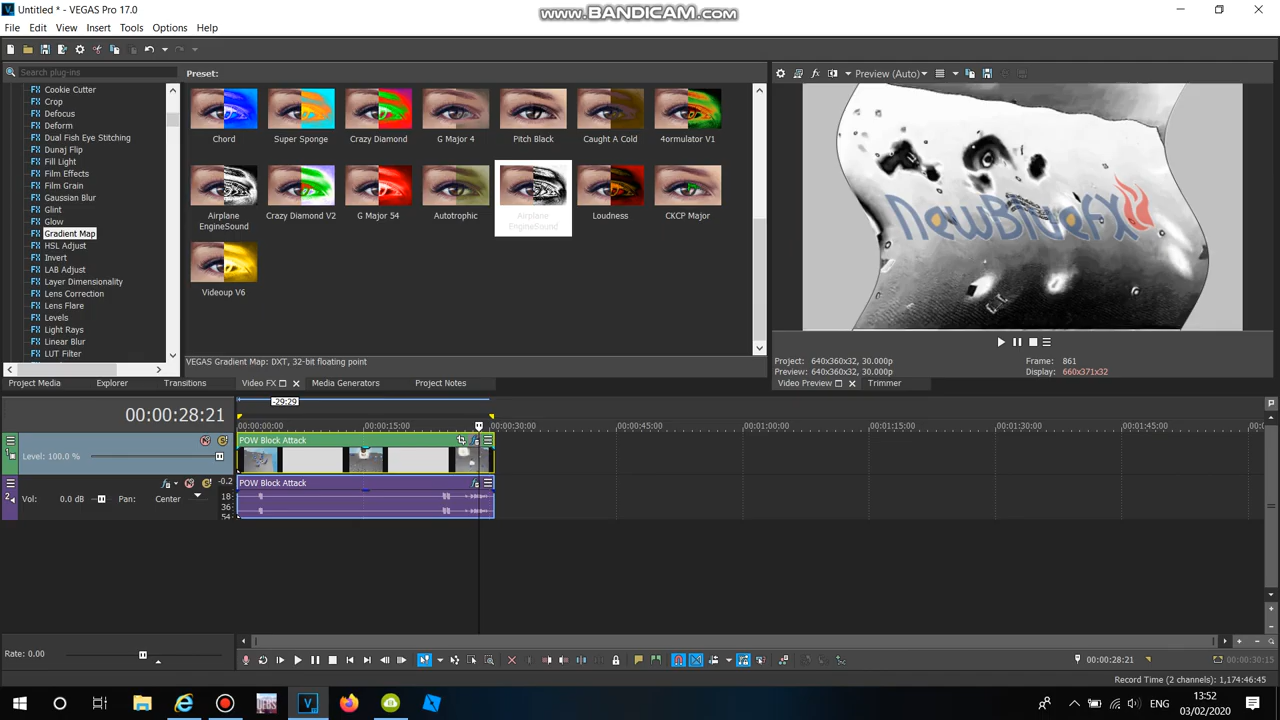 Untitled * - VEGAS Pro 17.0
www.BANDICAM.com
File Edit View Insert Tools Options Help
Search plug-ins
Preset:
Preview (Auto)
Cookie Cutter
Crop
Defocus
Deform
Dual Fish Eye Stitching
Dunaj Flip
Fill Light
Film Effects
Film Grain
Gaussian Blur
Glint
Glow
Gradient Map
HSL Adjust
Invert
LAB Adjust
Layer Dimensionality
Lens Correction
Lens Flare
Levels
Light Rays
Linear Blur
LUT Filter
Chord Super Sponge Crazy Diamond G Major 4 Pitch Black Caught A Cold 4ormulator V1
Airplane EngineSound Crazy Diamond V2 G Major 54 Autotrophic Airplane EngineSound Loudness CKCP Major
Videoup V6
VEGAS Gradient Map: DXT, 32-bit floating point
NewBlueFX
Project: 640x360x32, 30.000p Frame: 861
Preview: 640x360x32, 30.000p Display: 660x371x32
Project Media Explorer Transitions Video FX Media Generators Project Notes Video Preview Trimmer
-29:29
00:00:28:21
00:00:00:00 00:00:15:00 00:00:30:00 00:00:45:00 00:01:00:00 00:01:15:00 00:01:30:00 00:01:45:00
POW Block Attack
Level: 100.0 %
POW Block Attack
-0.2
Vol: 0.0 dB Pan: Center
18
36
54
Rate: 0.00
00:00:28:21 00:00:30:15
Record Time (2 channels): 1,174:46:45
ENG
13:52
03/02/2020